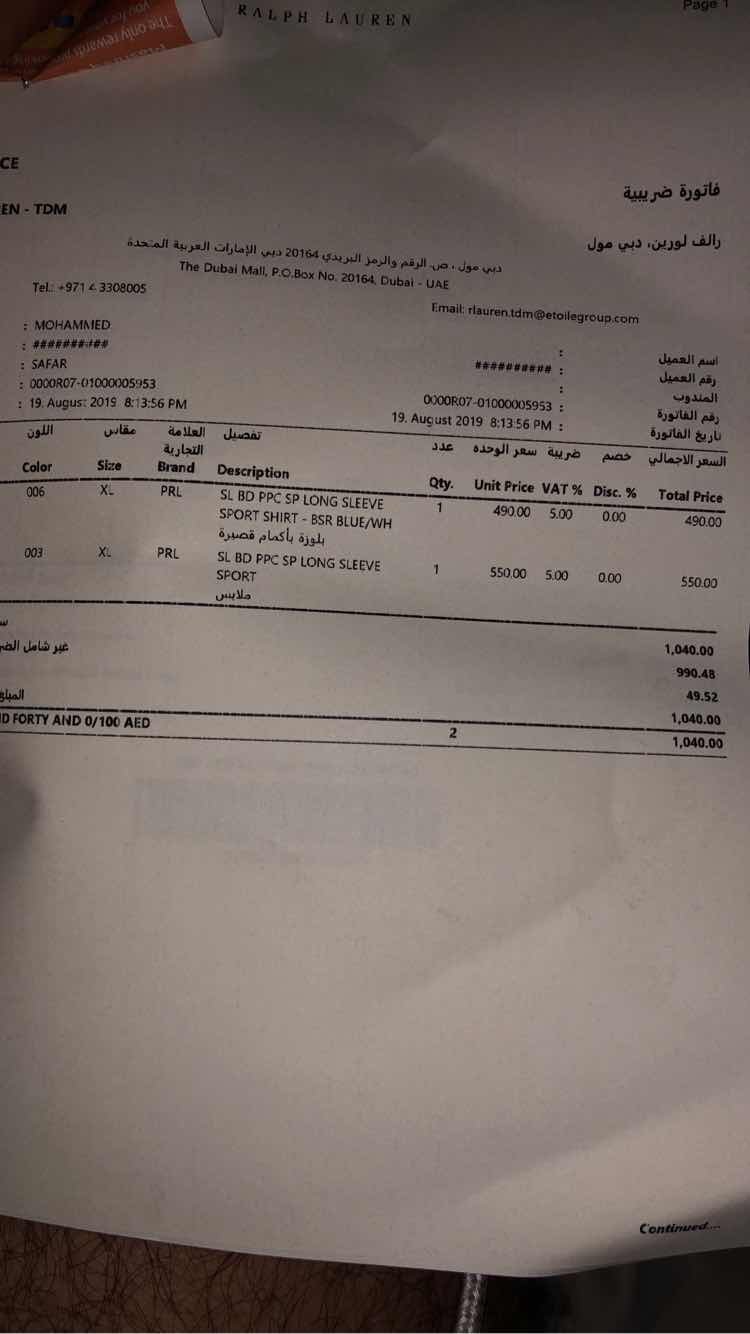 The only rewards
you for
RALPH LAUREN
Page 1
CE
فاتورة ضريبية
EN - TDM
رالف لورين، دبي مول
دبي مول ، ص. الرقم والرمز البريدي 20164 دبي الإمارات العربية المتحدة
The Dubai Mall, P.O.Box No. 20164, Dubai - UAE
Tel.: +971 4 3308005
Email: rlauren.tdm@etoilegroup.com
: MOHAMMED : اسم العميل
: ########## ########## : رقم العميل
: SAFAR : المندوب
: 0000R07-01000005953 0000R07-01000005953 : رقم الفاتورة
: 19. August 2019 8:13:56 PM 19. August 2019 8:13:56 PM : تاريخ الفاتورة
اللون مقاس العلامة التجارية تفصيل عدد سعر الوحده ضريبة خصم السعر الاجمالي
Color Size Brand Description Qty. Unit Price VAT % Disc. % Total Price
006 XL PRL SL BD PPC SP LONG SLEEVE 1 490.00 5.00 0.00 490.00
SPORT SHIRT - BSR BLUE/WH
بلوزة بأكمام قصيرة
003 XL PRL SL BD PPC SP LONG SLEEVE 1 550.00 5.00 0.00 550.00
SPORT
ملابس
1,040.00
غير شامل الضر 990.48
49.52
المبلغ 1,040.00
D FORTY AND 0/100 AED 2 1,040.00
Continued....